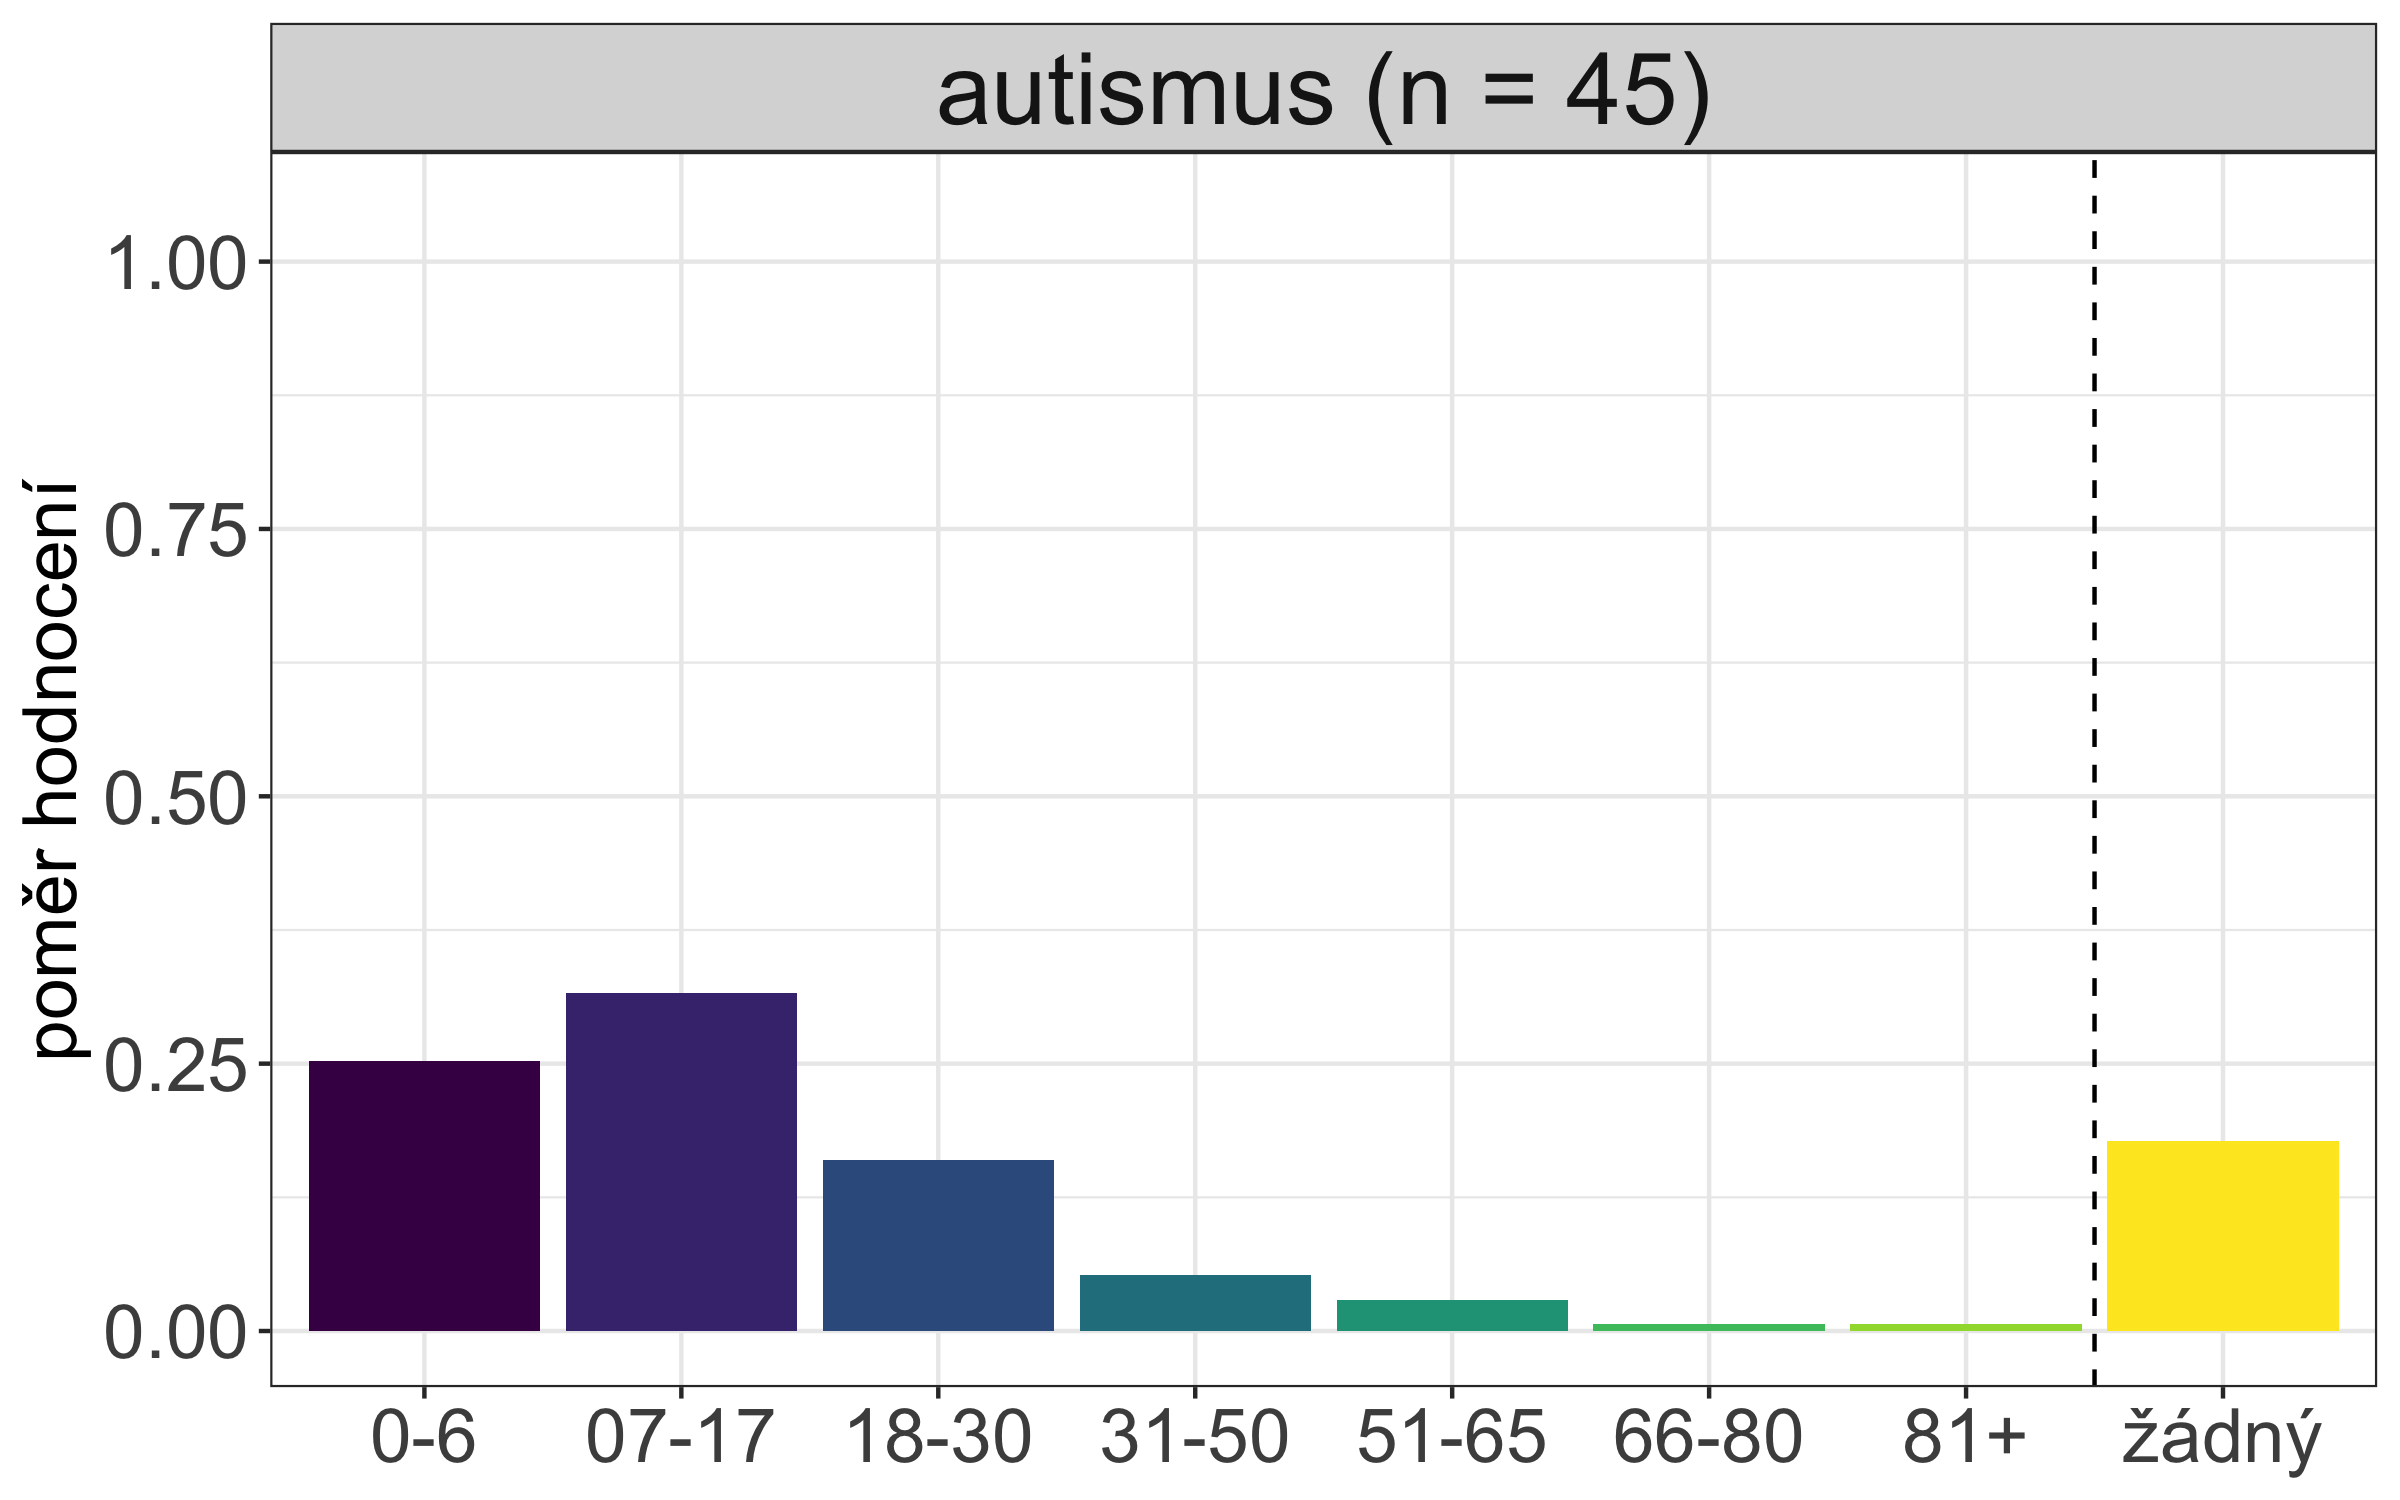 autismus (n = 45)
poměr hodnocení
1.00
0.75
0.50
0.25
0.00
0-6 07-17 18-30 31-50 51-65 66-80 81+ žádný